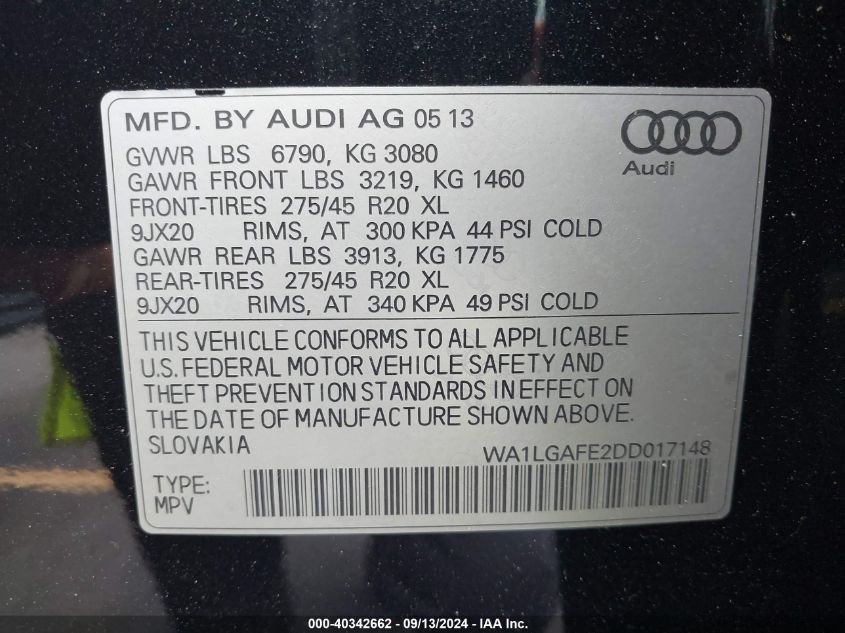 MFD. BY AUDI AG 05 13
Audi
GVWR LBS 6790, KG 3080
GAWR FRONT LBS 3219, KG 1460
FRONT-TIRES 275/45 R20 XL
9JX20 RIMS, AT 300 KPA 44 PSI COLD
GAWR REAR LBS 3913, KG 1775
REAR-TIRES 275/45 R20 XL
9JX20 RIMS, AT 340 KPA 49 PSI COLD
THIS VEHICLE CONFORMS TO ALL APPLICABLE
U.S. FEDERAL MOTOR VEHICLE SAFETY AND
THEFT PREVENTION STANDARDS IN EFFECT ON
THE DATE OF MANUFACTURE SHOWN ABOVE.
SLOVAKIA
WA1LGAFE2DD017148
TYPE:
MPV
000-40342662 - 09/13/2024 - IAA Inc.